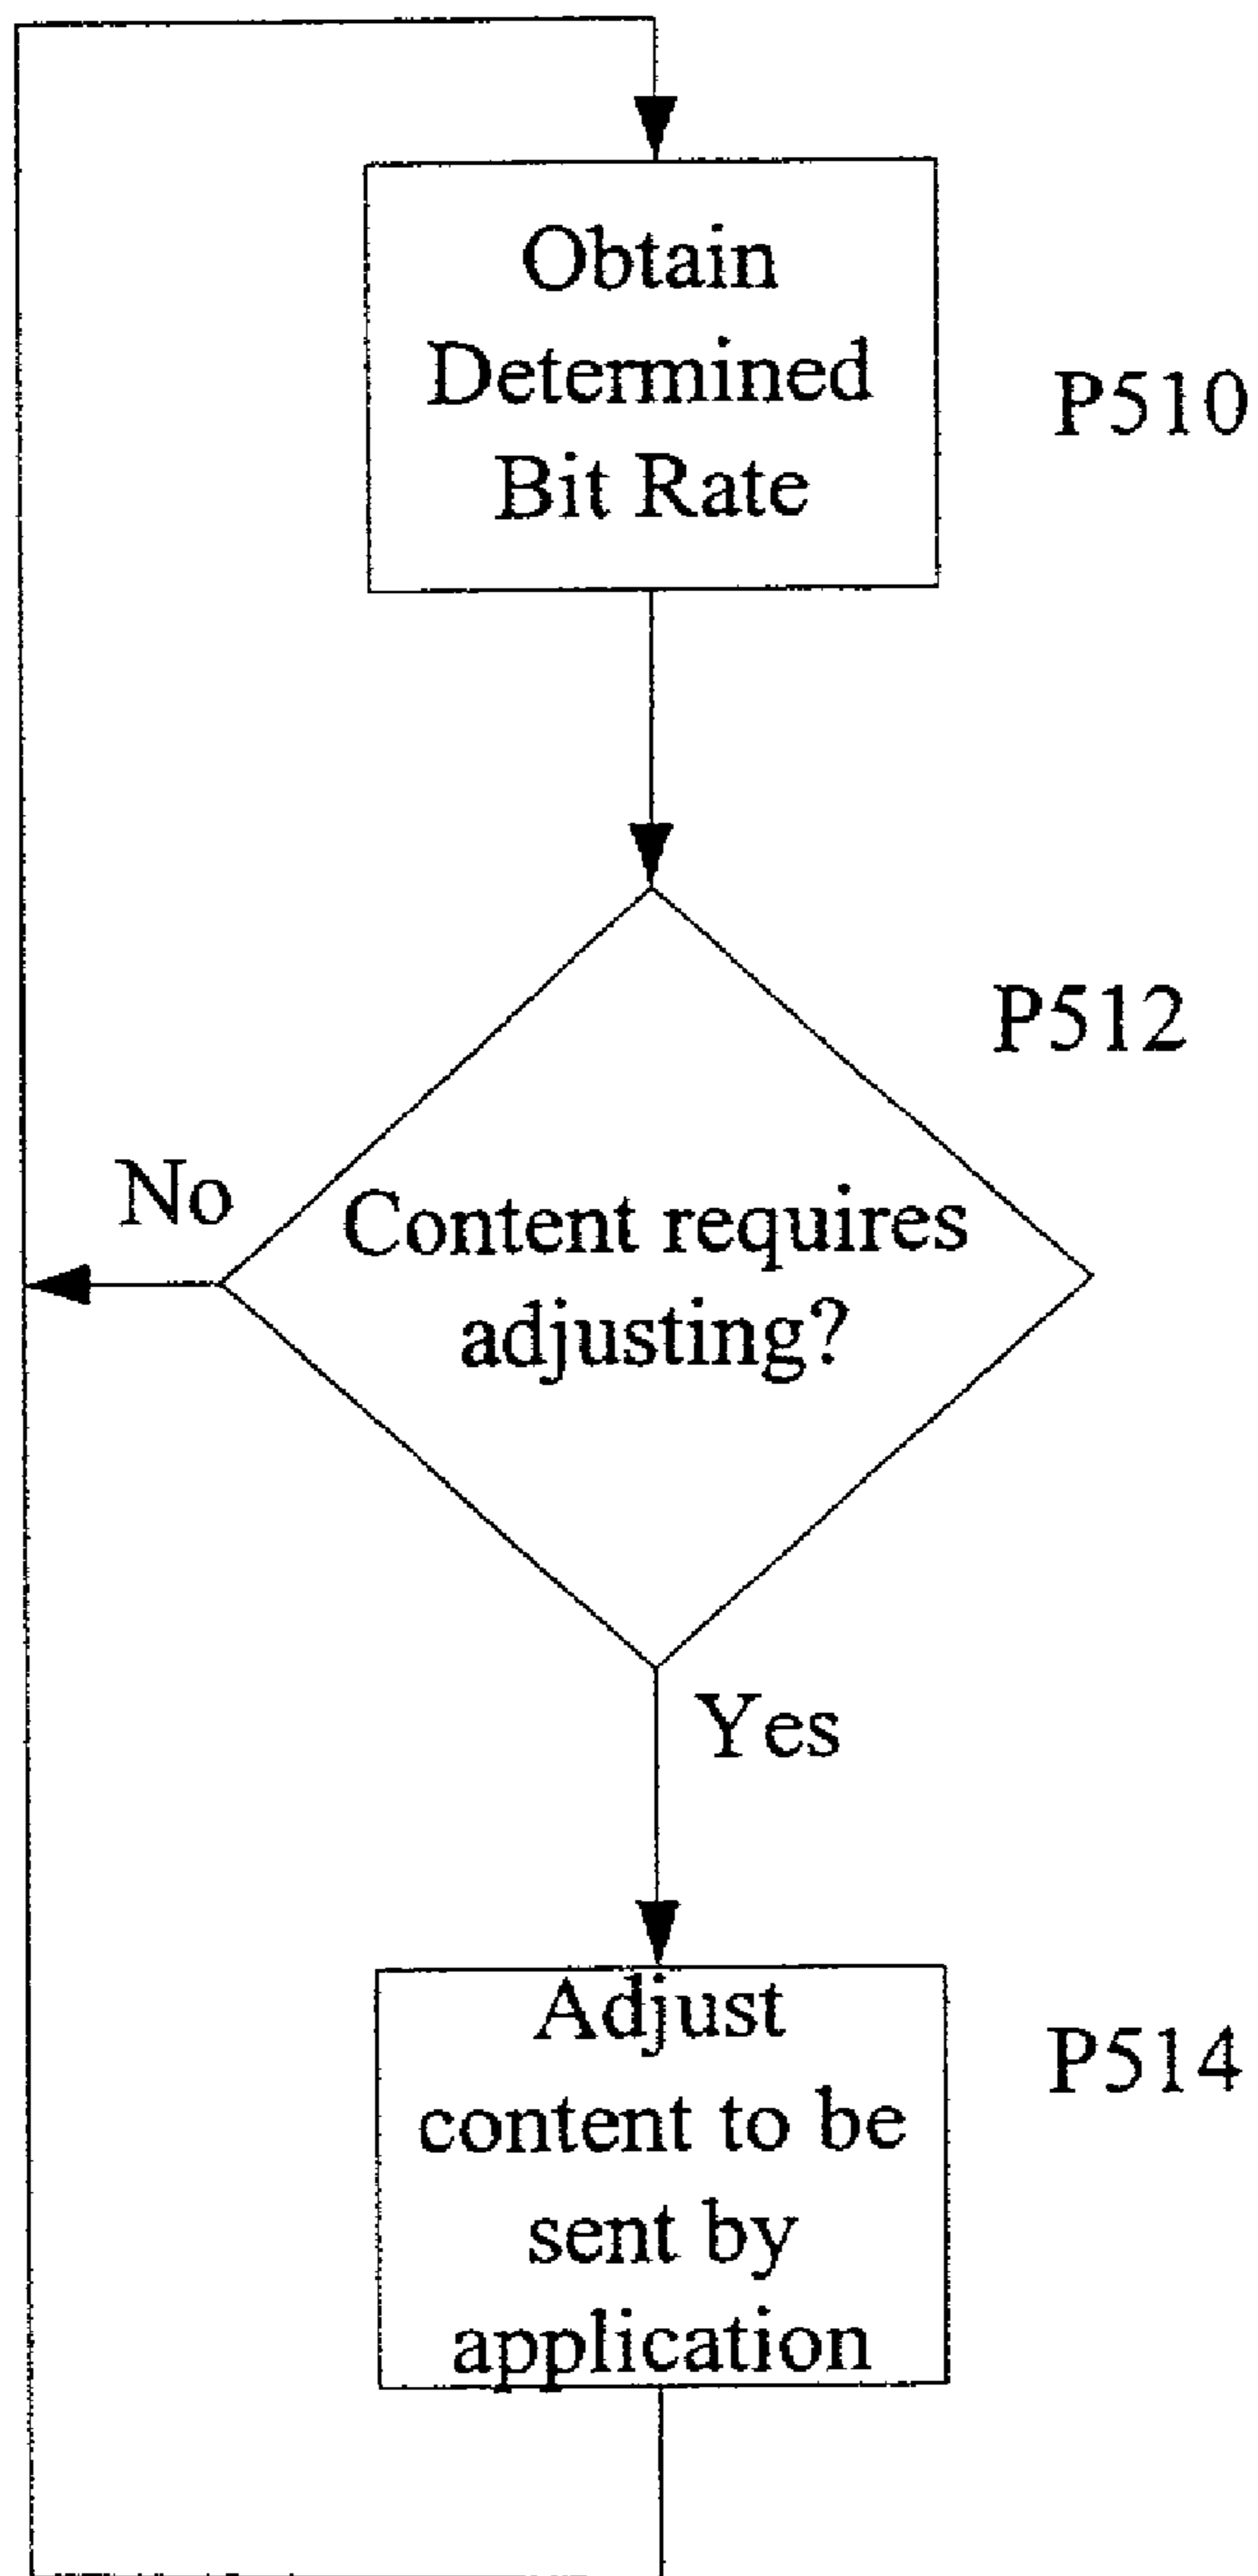 Obtain
Determined
Bit Rate
P510
P512
No
Content requires
adjusting?
Yes
Adjust
content to be
sent by
application
P514